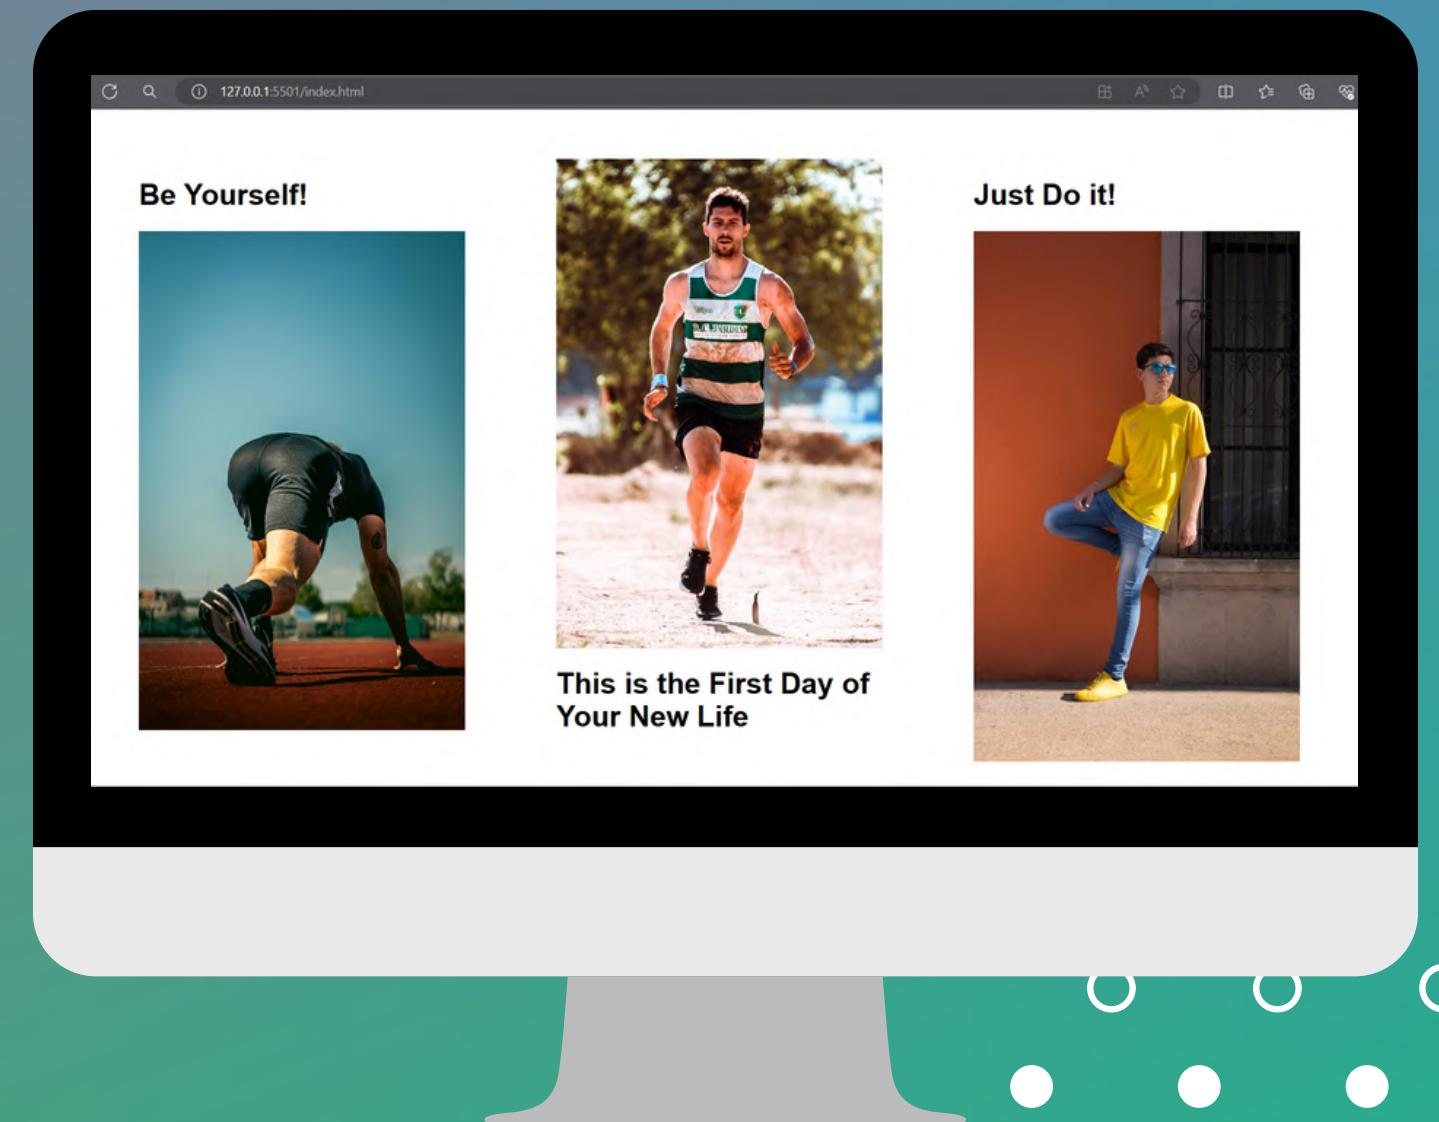 127.0.0.1:5501/index.html
Be Yourself!
This is the First Day of
Your New Life
Just Do it!